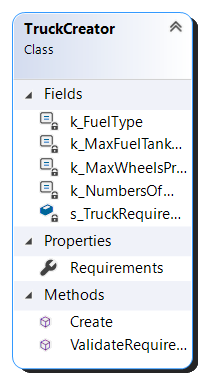 TruckCreator
Class
Fields
k_FuelType
k_MaxFuelTank...
k_MaxWheelsPr...
k_NumbersOf...
s_TruckRequire...
Properties
Requirements
Methods
Create
ValidateRequire...